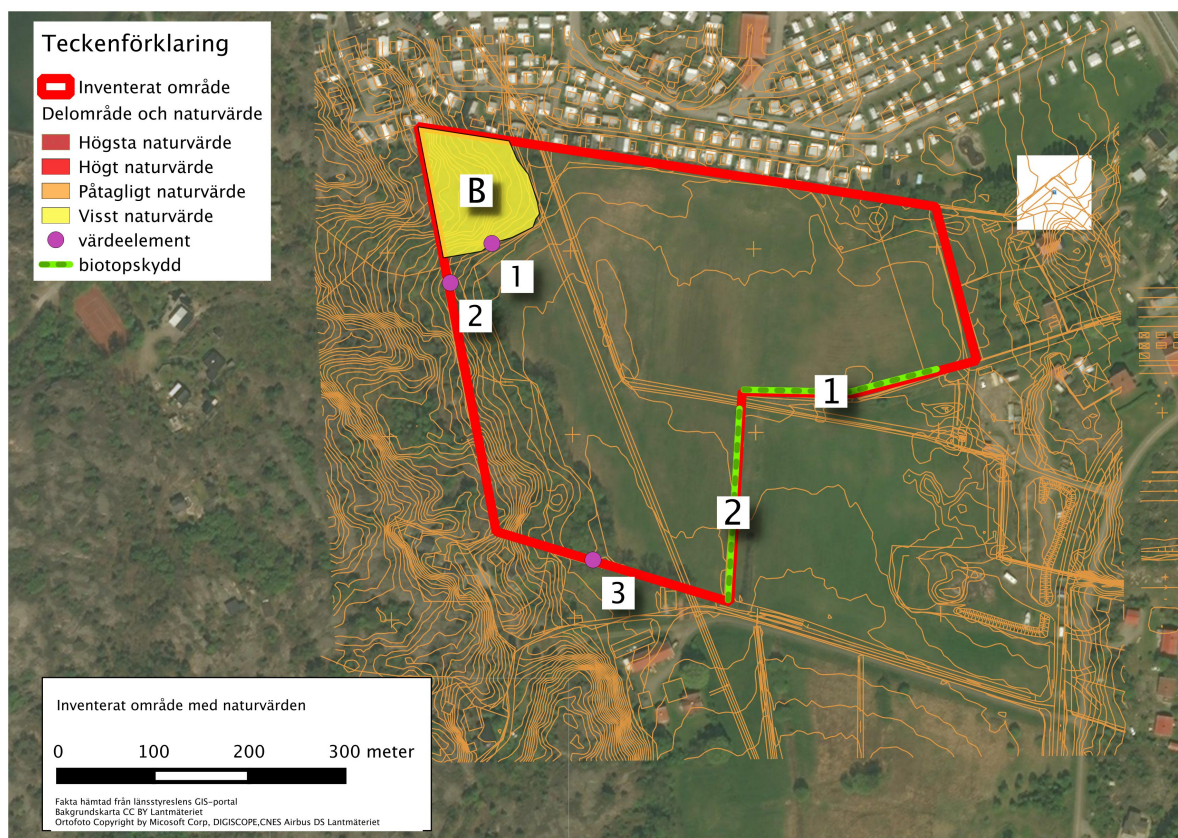 Teckenförklaring
Inventerat område
Delområde och naturvärde
Högsta naturvärde
Högt naturvärde
Påtagligt naturvärde
Visst naturvärde
värdeelement
biotopskydd
B
1
2
1
2
3
Inventerat område med naturvärden
0 100 200 300 meter
Fakta hämtad från länsstyreslens GIS-portal
Bakgrundskarta CC BY Lantmäteriet
Ortofoto Copyright by Micosoft Corp, DIGISCOPE,CNES Airbus DS Lantmäteriet